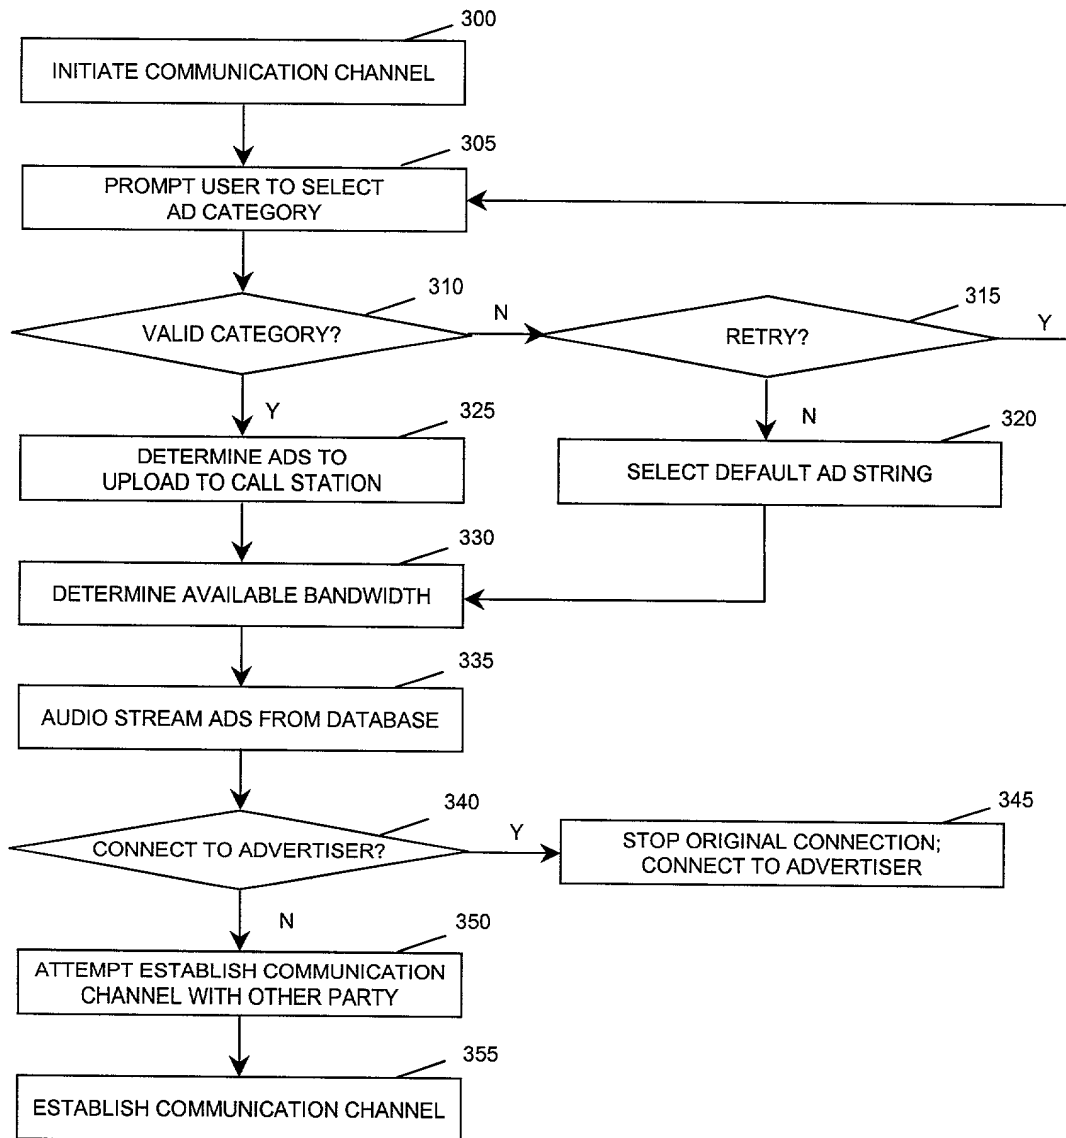 300
INITIATE COMMUNICATION CHANNEL
305
PROMPT USER TO SELECT
AD CATEGORY
310
VALID CATEGORY?
N
315
RETRY?
Y
Y
325
DETERMINE ADS TO
UPLOAD TO CALL STATION
N
320
SELECT DEFAULT AD STRING
330
DETERMINE AVAILABLE BANDWIDTH
335
AUDIO STREAM ADS FROM DATABASE
340
CONNECT TO ADVERTISER?
Y
345
STOP ORIGINAL CONNECTION;
CONNECT TO ADVERTISER
N
350
ATTEMPT ESTABLISH COMMUNICATION
CHANNEL WITH OTHER PARTY
355
ESTABLISH COMMUNICATION CHANNEL